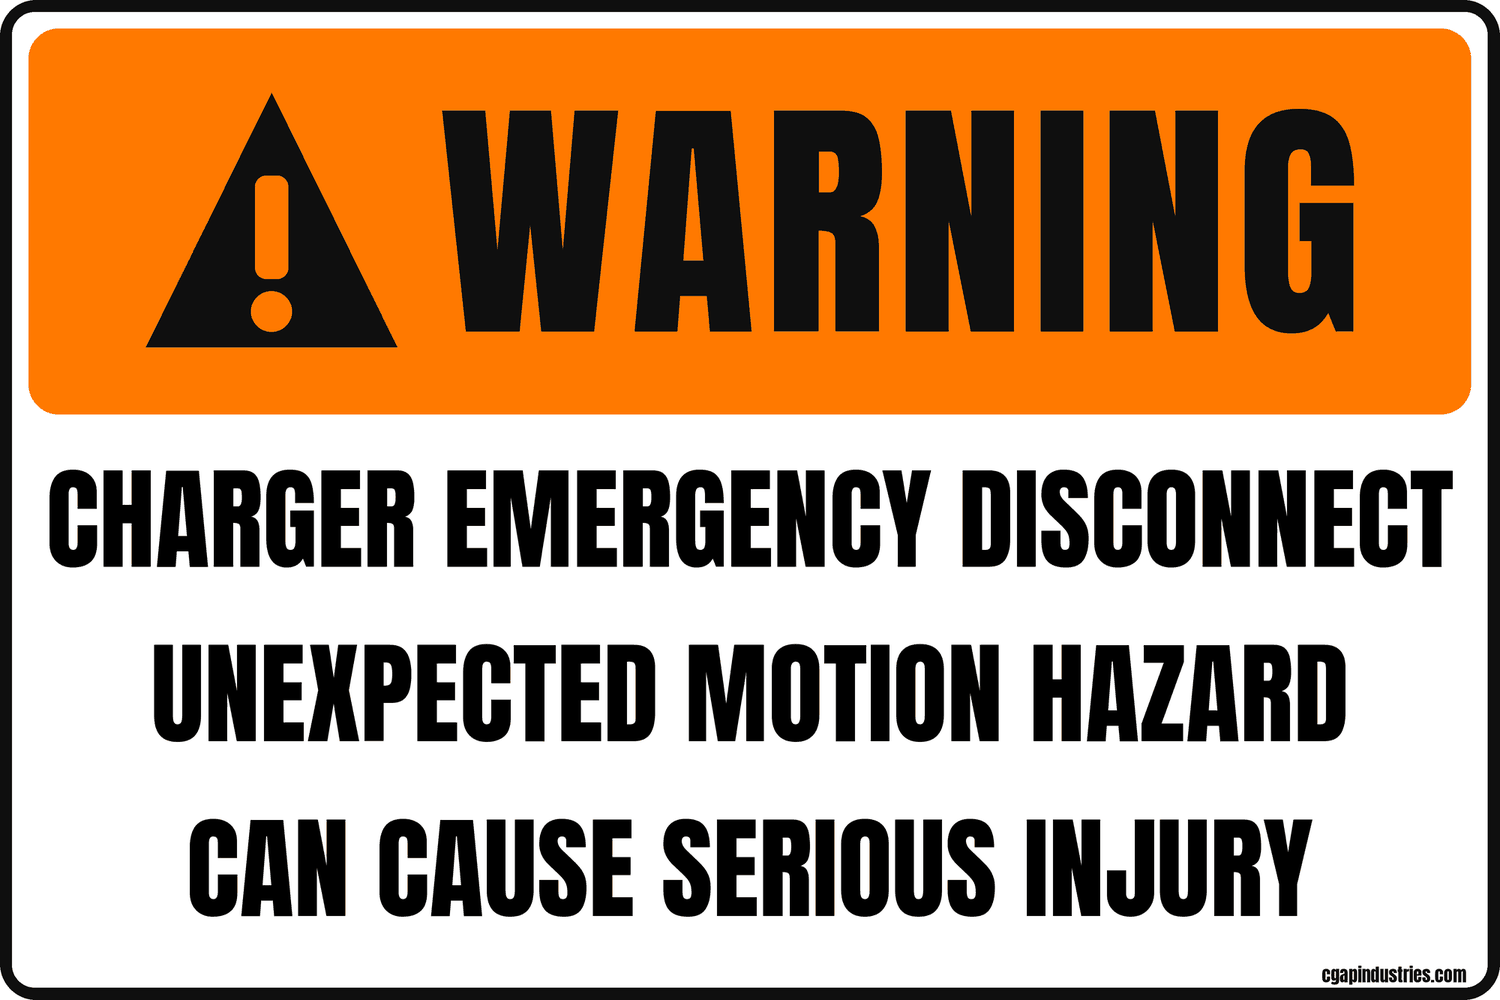 WARNING
CHARGER EMERGENCY DISCONNECT
UNEXPECTED MOTION HAZARD
CAN CAUSE SERIOUS INJURY
cgapindustries.com